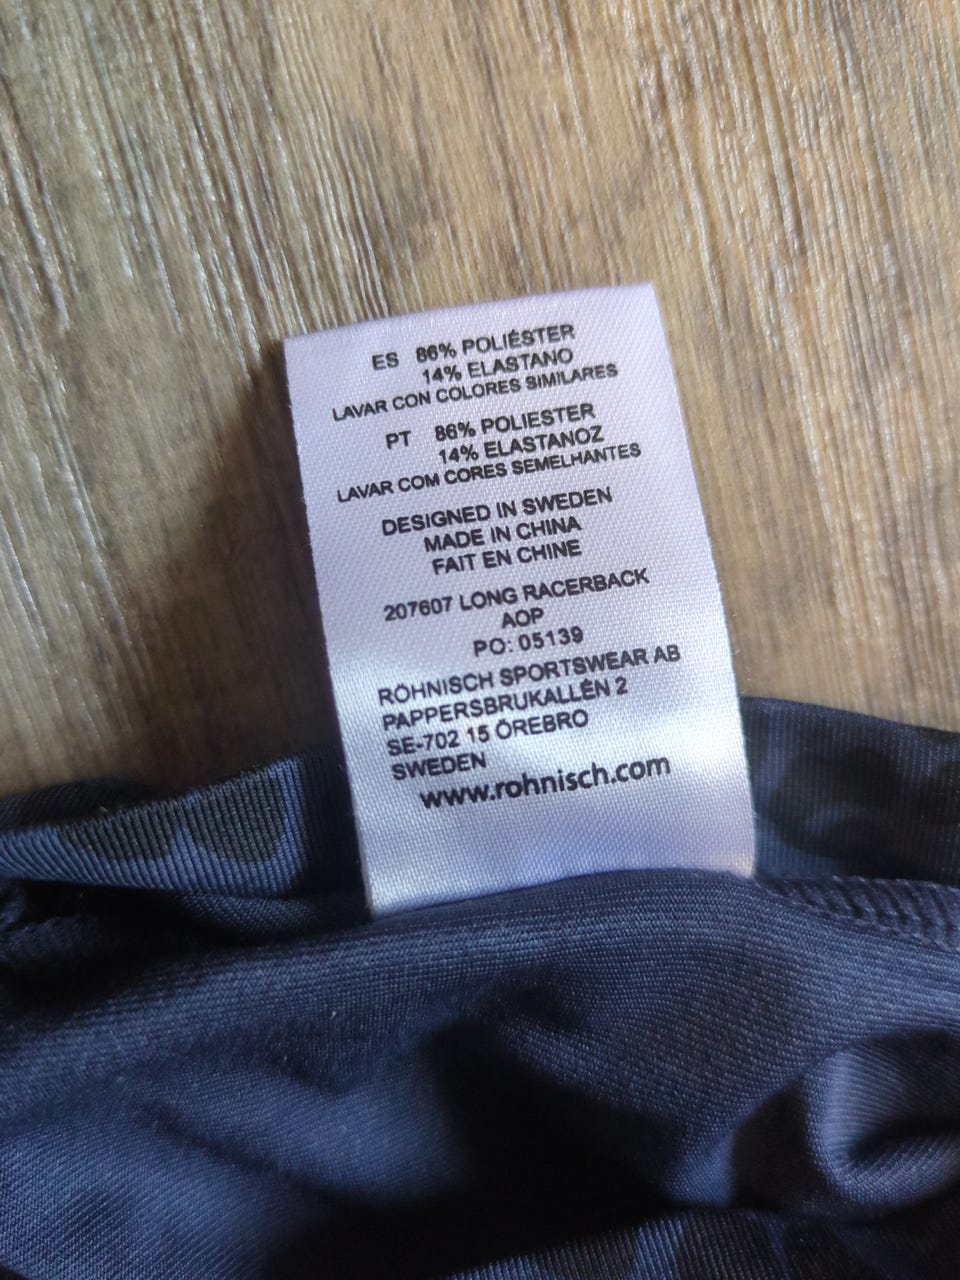 ES 86% POLIÉSTER
14% ELASTANO
LAVAR CON COLORES SIMILARES
PT 86% POLIESTER
14% ELASTANOZ
LAVAR COM CORES SEMELHANTES
DESIGNED IN SWEDEN
MADE IN CHINA
FAIT EN CHINE
207607 LONG RACERBACK
AOP
PO: 05139
RÖHNISCH SPORTSWEAR AB
PAPPERSBRUKALLÉN 2
SE-702 15 ÖREBRO
SWEDEN
www.rohnisch.com